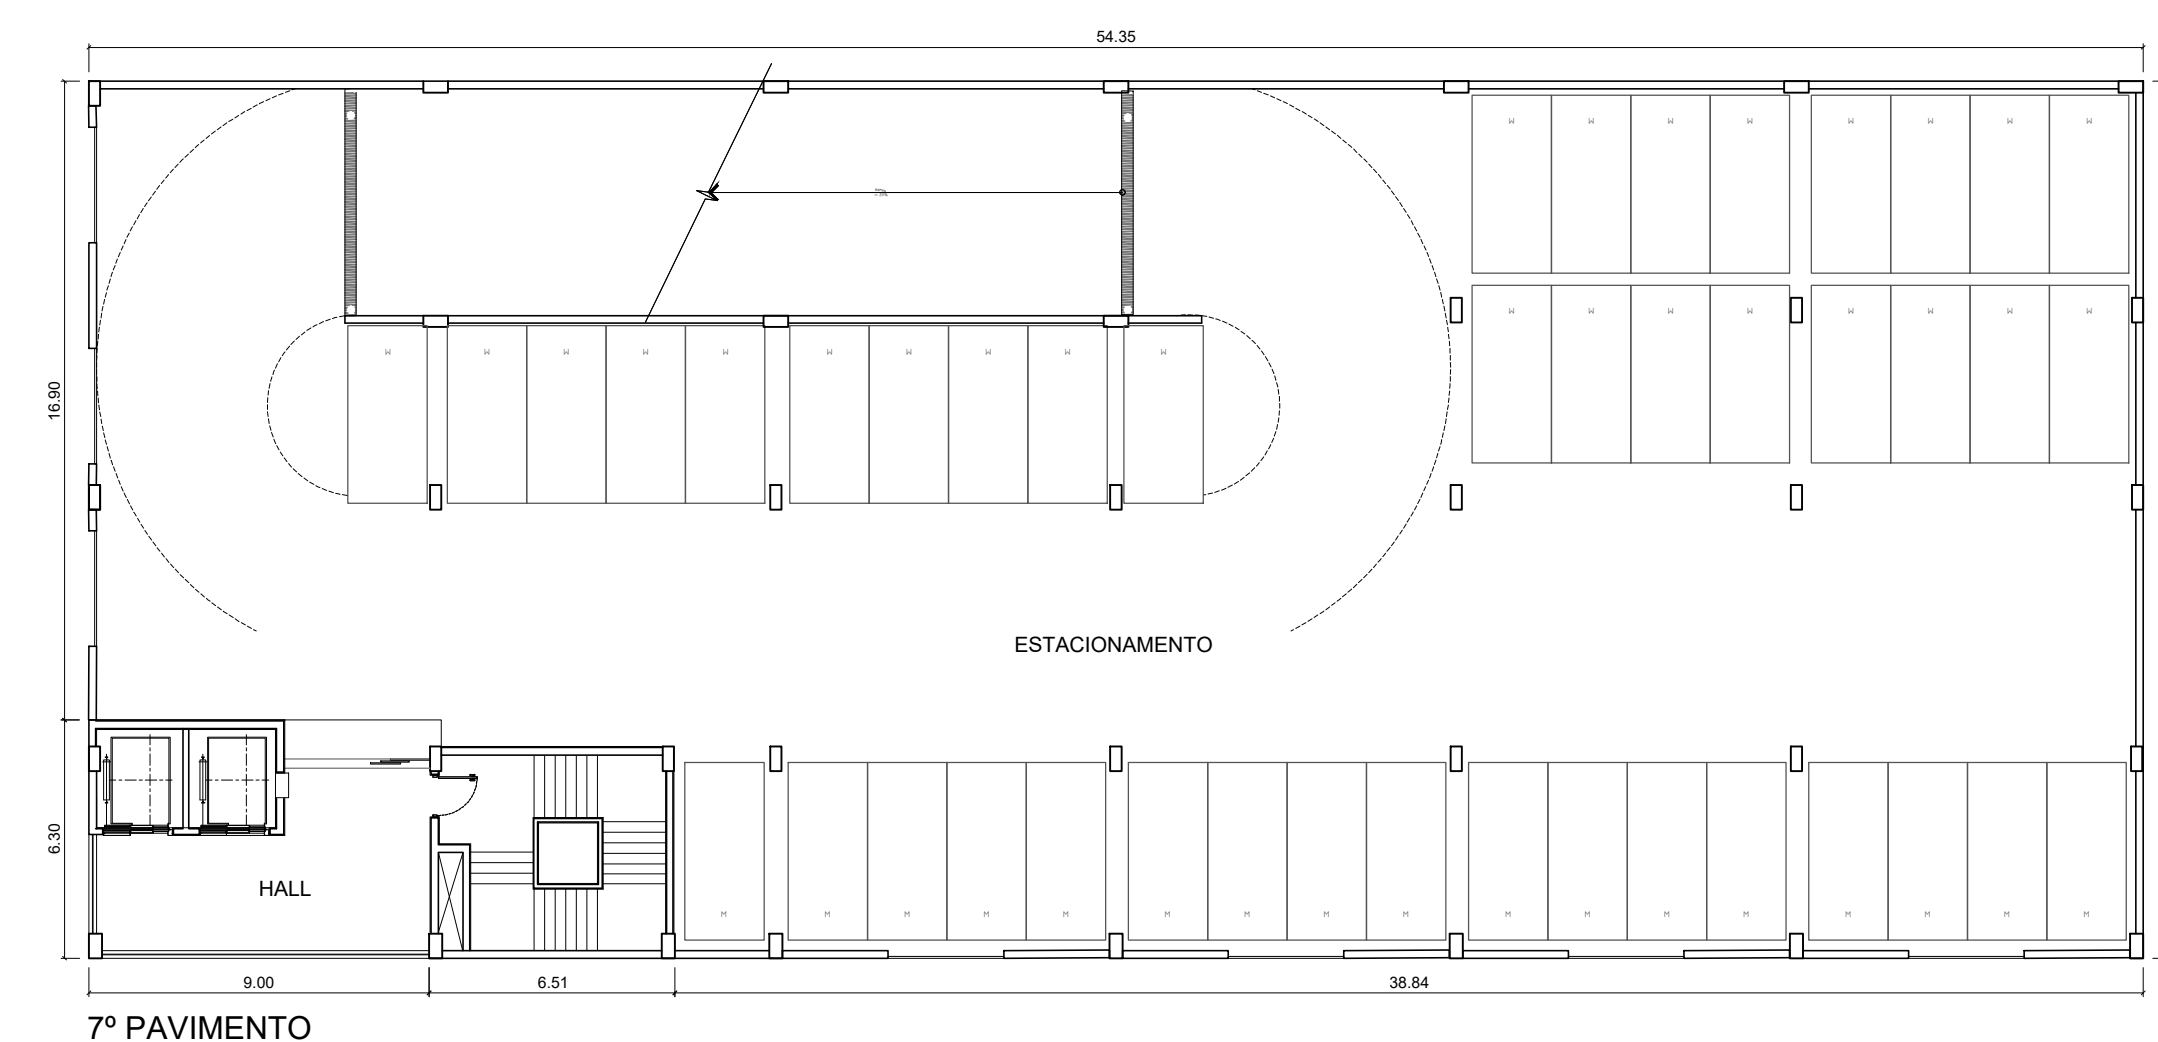 54.35
W W W W W W W W
W W W W W W W W
W W W W W W W W W W
16.90
ESTACIONAMENTO
6.30
HALL
M M M M M M M M M M M M M M M M M
9.00 6.51 38.84
7º PAVIMENTO